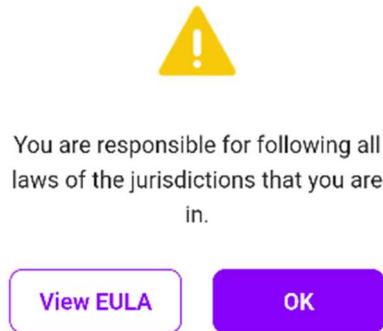 You are responsible for following all
laws of the jurisdictions that you are
in.
View EULA
OK